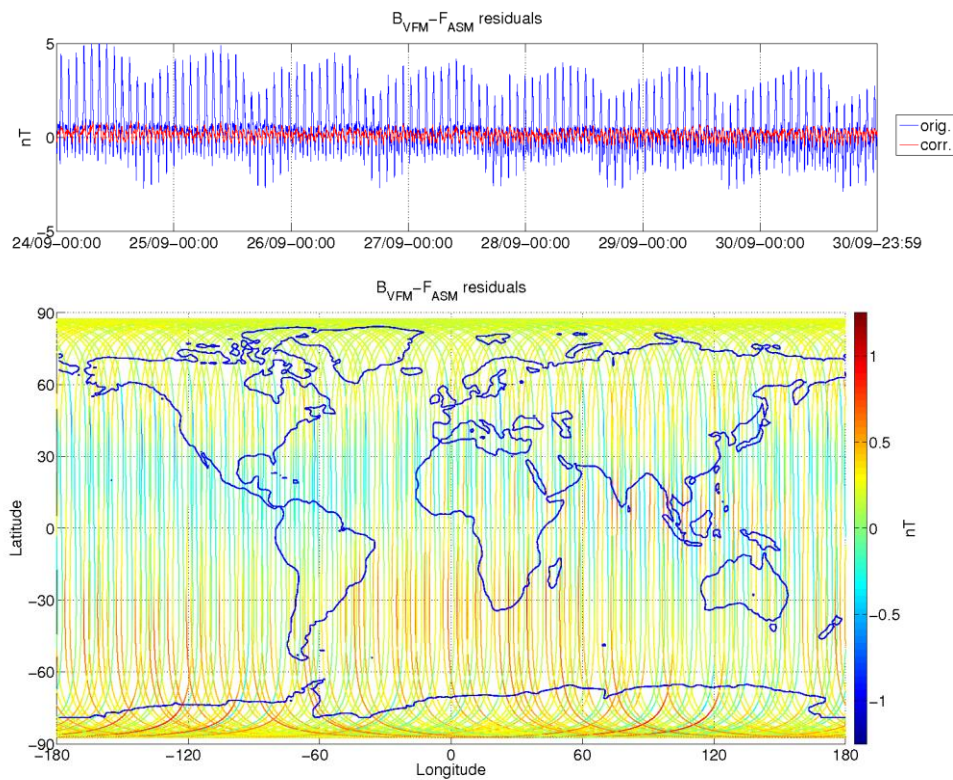 B_VFM−F_ASM residuals
5
0
−5
nT
24/09−00:00 25/09−00:00 26/09−00:00 27/09−00:00 28/09−00:00 29/09−00:00 30/09−00:00 30/09−23:59
orig.
corr.
B_VFM−F_ASM residuals
90
60
30
0
−30
−60
−90
Latitude
−180 −120 −60 0 60 120 180
Longitude
1
0.5
0
−0.5
−1
nT